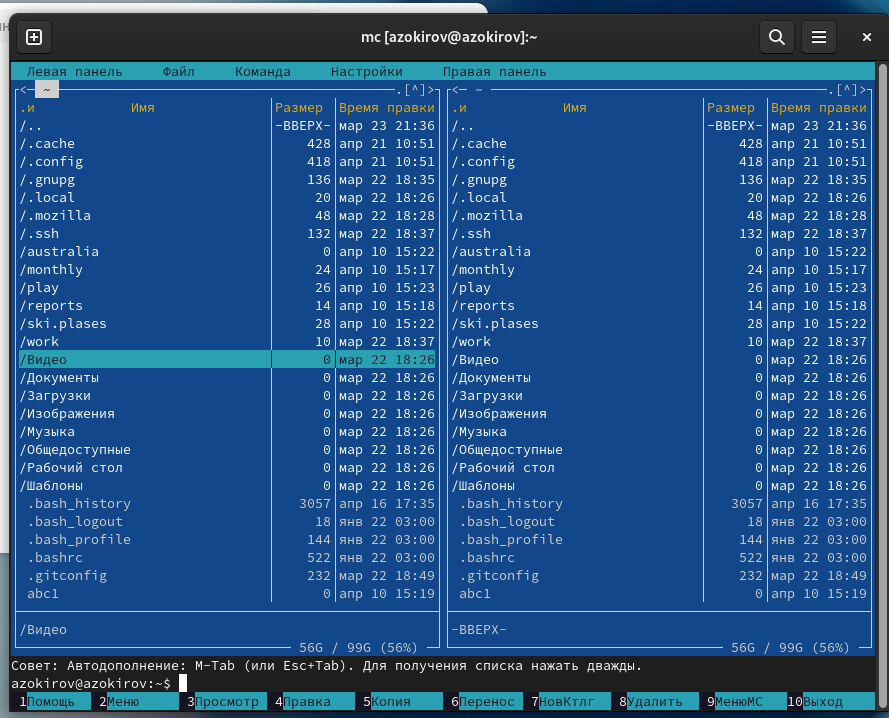 mc [azokirov@azokirov]:~
Левая панель Файл Команда Настройки Правая панель
<─ ~ .[^]> <─ ~ .[^]>
.и Имя Размер Время правки .и Имя Размер Время правки
/.. -ВВЕРХ- мар 23 21:36 /.. -ВВЕРХ- мар 23 21:36
/.cache 428 апр 21 10:51 /.cache 428 апр 21 10:51
/.config 418 апр 21 10:51 /.config 418 апр 21 10:51
/.gnupg 136 мар 22 18:35 /.gnupg 136 мар 22 18:35
/.local 20 мар 22 18:26 /.local 20 мар 22 18:26
/.mozilla 48 мар 22 18:28 /.mozilla 48 мар 22 18:28
/.ssh 132 мар 22 18:37 /.ssh 132 мар 22 18:37
/australia 0 апр 10 15:22 /australia 0 апр 10 15:22
/monthly 24 апр 10 15:17 /monthly 24 апр 10 15:17
/play 26 апр 10 15:23 /play 26 апр 10 15:23
/reports 14 апр 10 15:18 /reports 14 апр 10 15:18
/ski.plases 28 апр 10 15:22 /ski.plases 28 апр 10 15:22
/work 10 мар 22 18:37 /work 10 мар 22 18:37
/Видео 0 мар 22 18:26 /Видео 0 мар 22 18:26
/Документы 0 мар 22 18:26 /Документы 0 мар 22 18:26
/Загрузки 0 мар 22 18:26 /Загрузки 0 мар 22 18:26
/Изображения 0 мар 22 18:26 /Изображения 0 мар 22 18:26
/Музыка 0 мар 22 18:26 /Музыка 0 мар 22 18:26
/Общедоступные 0 мар 22 18:26 /Общедоступные 0 мар 22 18:26
/Рабочий стол 0 мар 22 18:26 /Рабочий стол 0 мар 22 18:26
/Шаблоны 0 мар 22 18:26 /Шаблоны 0 мар 22 18:26
.bash_history 3057 апр 16 17:35 .bash_history 3057 апр 16 17:35
.bash_logout 18 янв 22 03:00 .bash_logout 18 янв 22 03:00
.bash_profile 144 янв 22 03:00 .bash_profile 144 янв 22 03:00
.bashrc 522 янв 22 03:00 .bashrc 522 янв 22 03:00
.gitconfig 232 мар 22 18:49 .gitconfig 232 мар 22 18:49
abc1 0 апр 10 15:19 abc1 0 апр 10 15:19
/Видео -ВВЕРХ-
56G / 99G (56%) 56G / 99G (56%)
Совет: Автодополнение: M-Tab (или Esc+Tab). Для получения списка нажать дважды.
azokirov@azokirov:~$
1Помощь 2Меню 3Просмотр 4Правка 5Копия 6Перенос 7НовКтлг 8Удалить 9МенюМС 10Выход